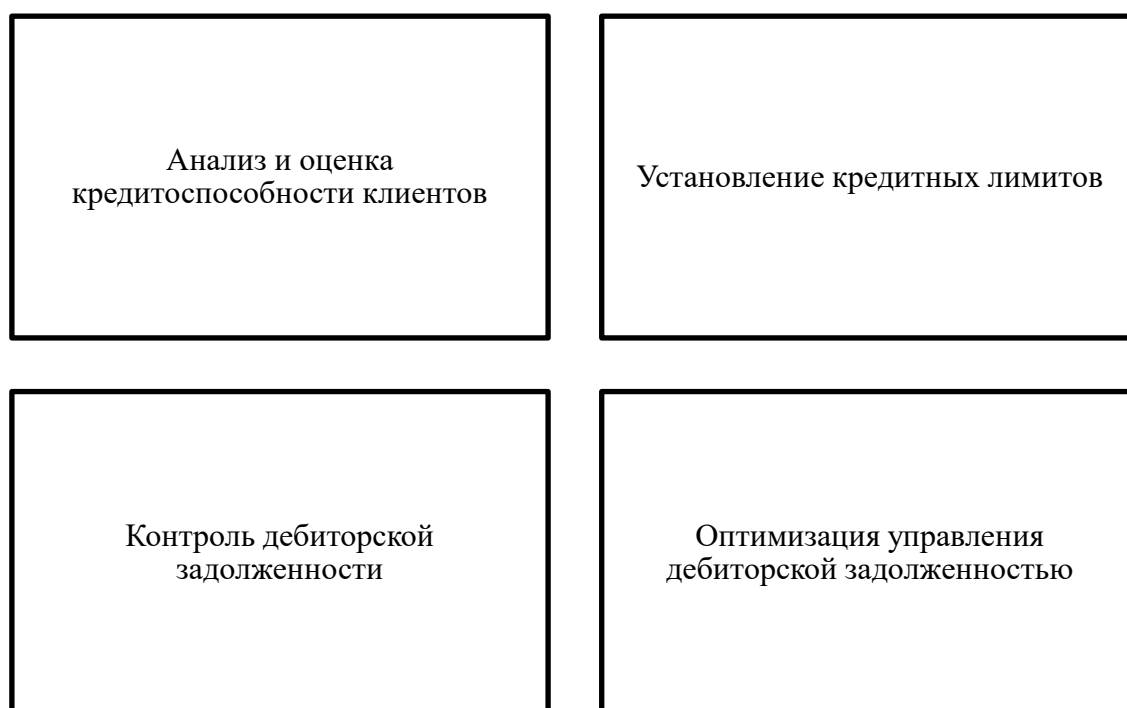 Анализ и оценка
кредитоспособности клиентов
Установление кредитных лимитов
Контроль дебиторской
задолженности
Оптимизация управления
дебиторской задолженностью